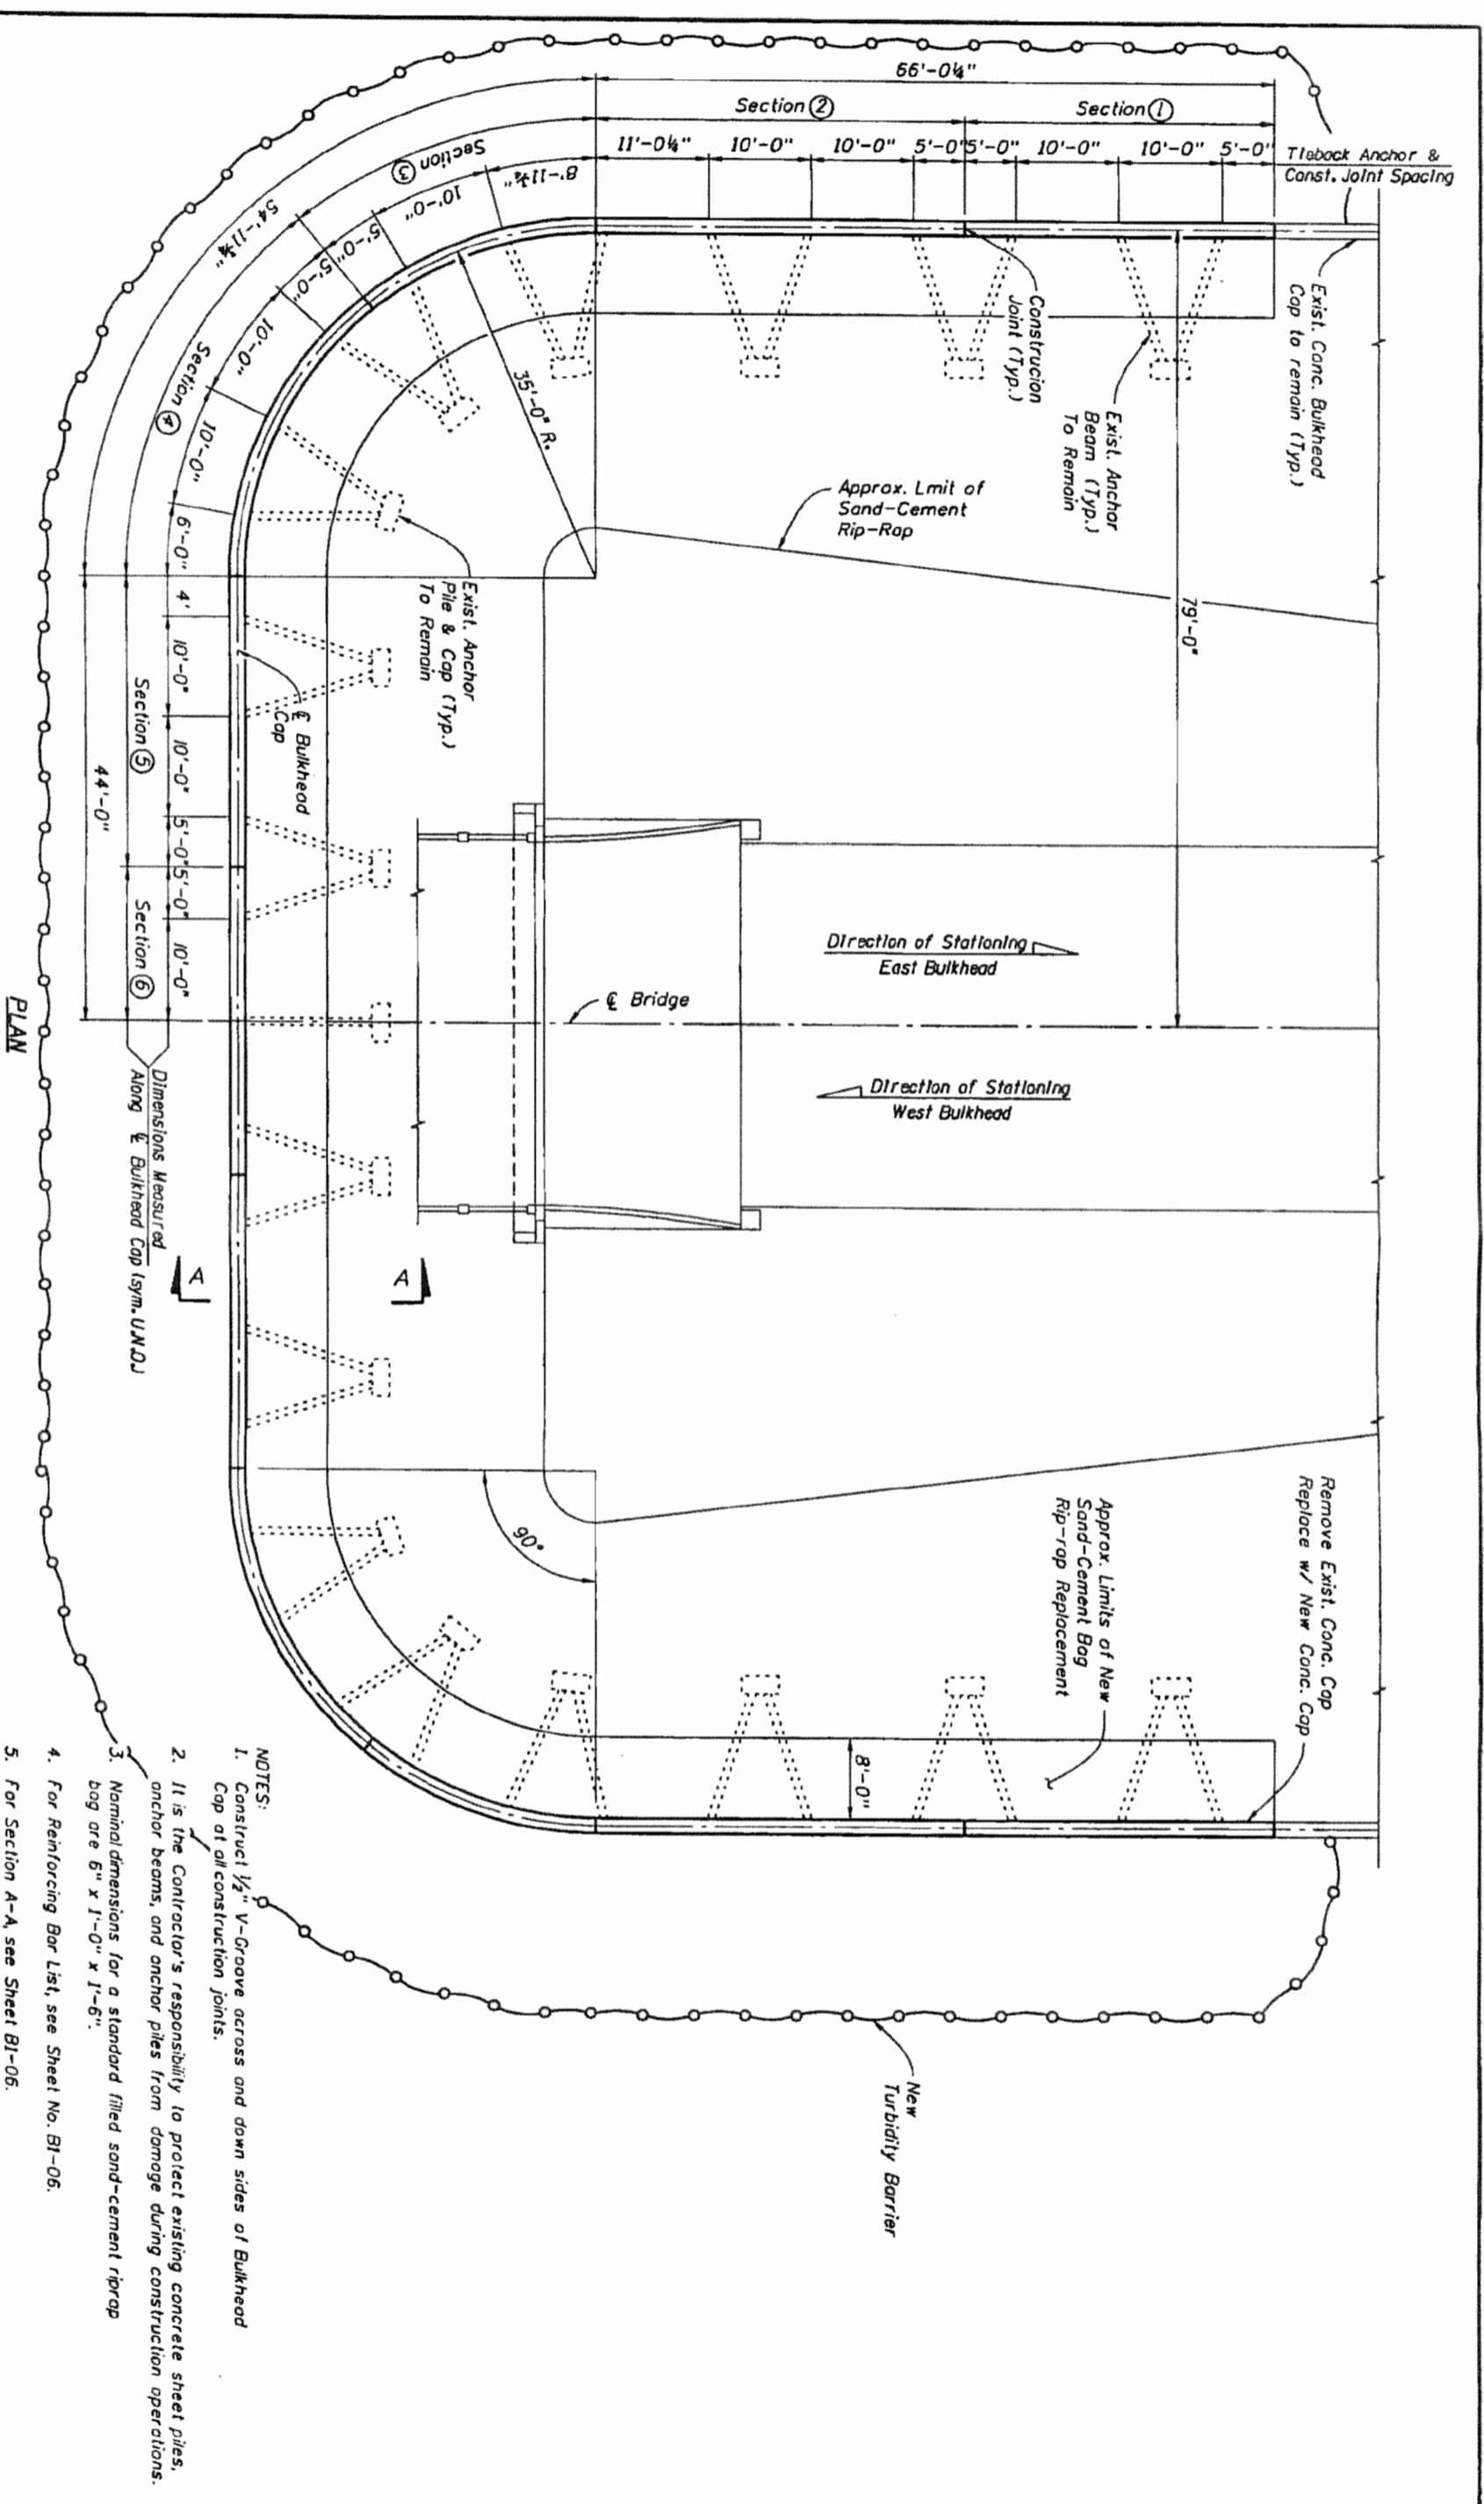 66'-0¼"
Section ②
Section ①
11'-0¼"
10'-0"
10'-0"
5'-0"
5'-0"
10'-0"
10'-0"
5'-0"
Tieback Anchor &
Const. Joint Spacing
Section ③
8'-11¾"
10'-0"
5'-0"
54'-11¾"
5'-0"
10'-0"
Section ④
10'-0"
6'-0"
35'-0" R.
Construcion
Joint (Typ.)
Exist. Conc. Bulkhead
Cap to remain (Typ.)
Exist. Anchor
Beam (Typ.)
To Remain
Approx. Lmit of
Sand-Cement
Rip-Rap
79'-0"
Exist. Anchor
Pile & Cap (Typ.)
To Remain
4'
10'-0"
10'-0"
5'-0"
5'-0"
10'-0"
Section ⑤
Section ⑥
44'-0"
℄ Bulkhead
Cap
Direction of Stationing
East Bulkhead
℄ Bridge
Direction of Stationing
West Bulkhead
PLAN
Dimensions Measured
Along ℄ Bulkhead Cap (sym. U.N.O.)
A
A
90°
Remove Exist. Conc. Cap
Replace w/ New Conc. Cap
Approx. Limits of New
Sand-Cement Bag
Rip-rap Replacement
8'-0"
New
Turbidity Barrier
NOTES:
1. Construct ½" V-Groove across and down sides of Bulkhead
Cap at all construction joints.
2. It is the Contractor's responsibility to protect existing concrete sheet piles,
anchor beams, and anchor piles from damage during construction operations.
3. Nominal dimensions for a standard filled sand-cement riprap
bag are 6" x 1'-0" x 1'-6".
4. For Reinforcing Bar List, see Sheet No. B1-06.
5. For Section A-A, see Sheet B1-06.